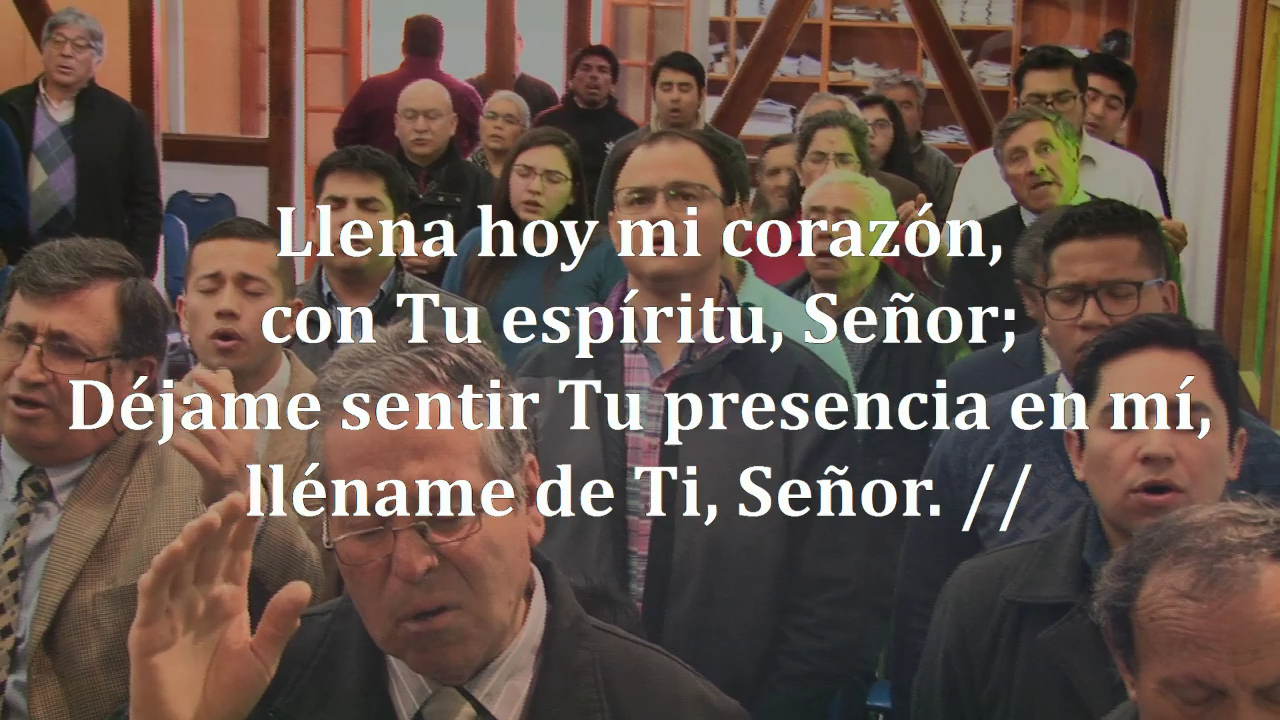 Llena hoy mi corazón,
con Tu espíritu, Señor;
Déjame sentir Tu presencia en mí,
lléname de Ti, Señor. //